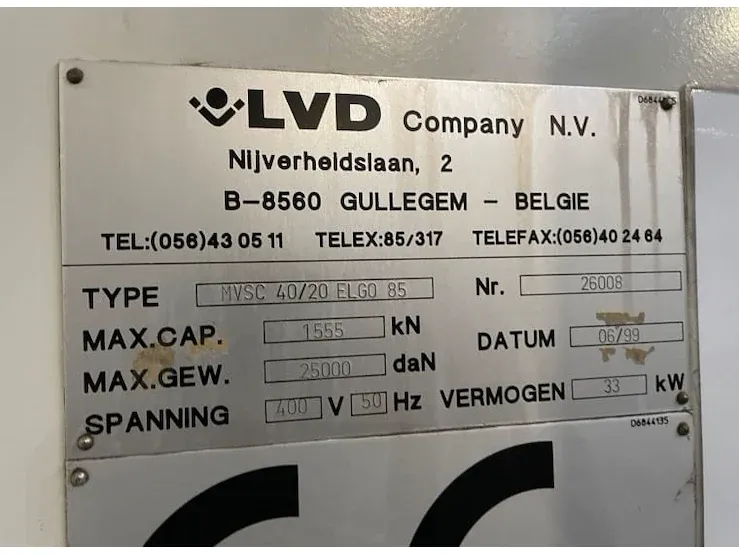 D6844135
LVD Company N.V.
Nijverheidslaan, 2
B-8560 GULLEGEM - BELGIE
TEL:(056)43 05 11 TELEX:85/317 TELEFAX:(056)40 24 64
TYPE MVSC 40/20 ELGO 85 Nr. 26008
MAX.CAP. 1555 kN DATUM 06/99
MAX.GEW. 25000 daN
SPANNING 400 V 50 Hz VERMOGEN 33 kW
D6844135
CE